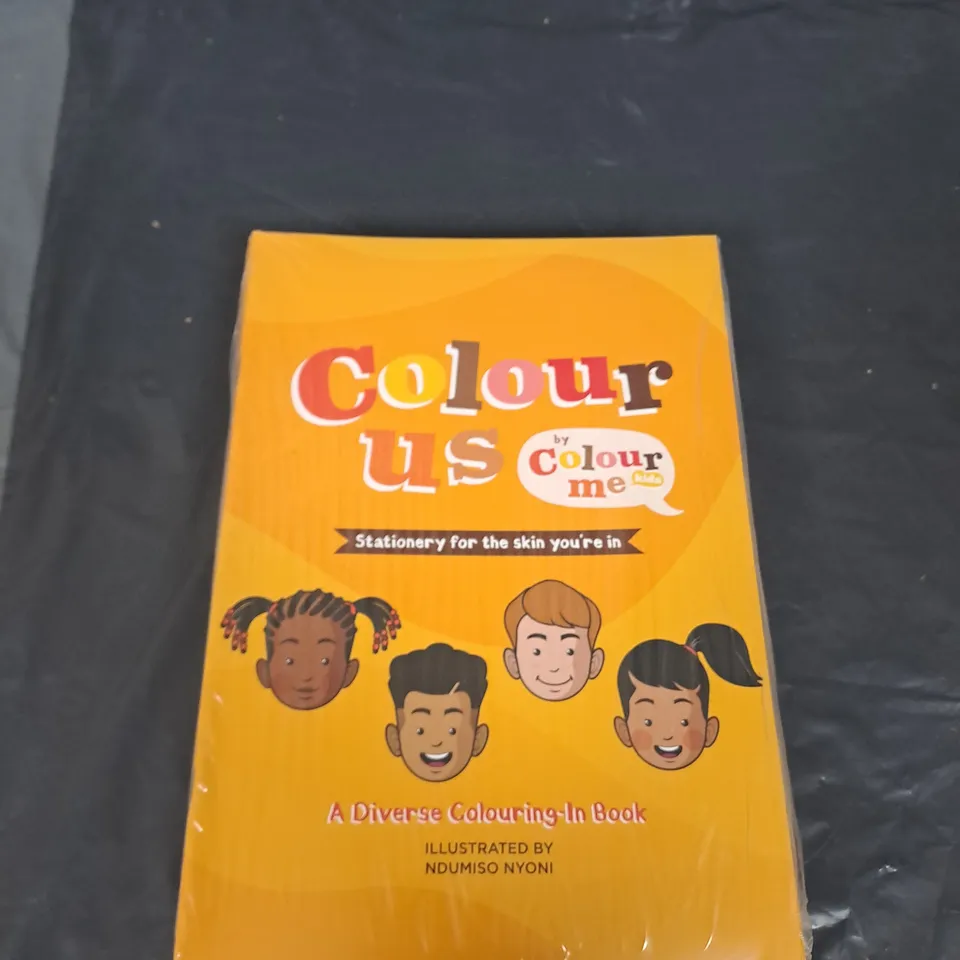 Colour
us
by
Colour
me kids
Stationery for the skin you're in
A Diverse Colouring-In Book
ILLUSTRATED BY
NDUMISO NYONI